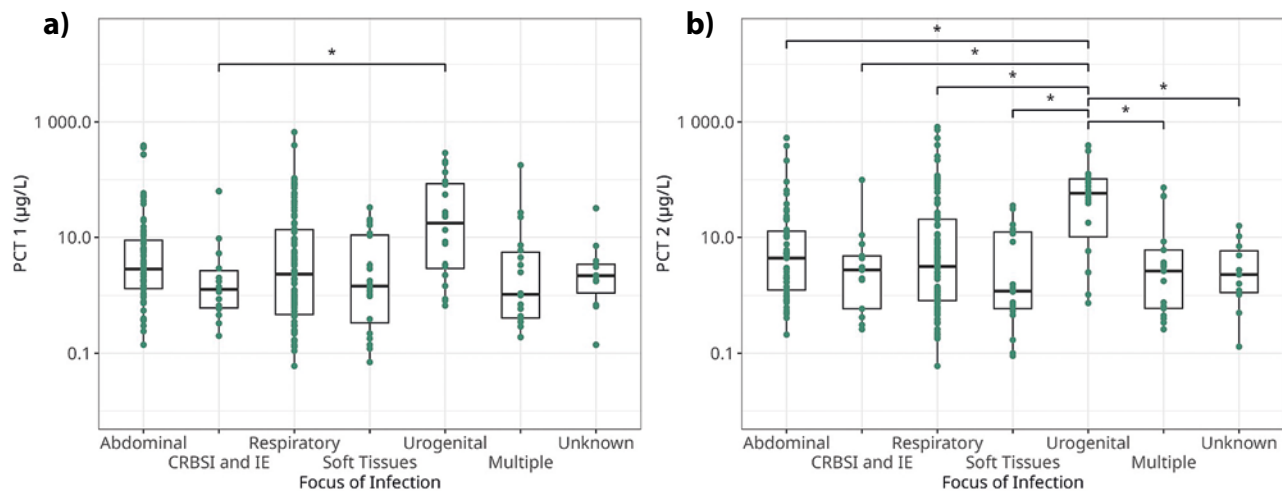 a)
*
1 000.0
10.0
0.1
PCT 1 (µg/L)
Abdominal Respiratory Urogenital Unknown
CRBSI and IE Soft Tissues Multiple
Focus of Infection
b)
*
*
*
*
*
*
1 000.0
10.0
0.1
PCT 2 (µg/L)
Abdominal Respiratory Urogenital Unknown
CRBSI and IE Soft Tissues Multiple
Focus of Infection